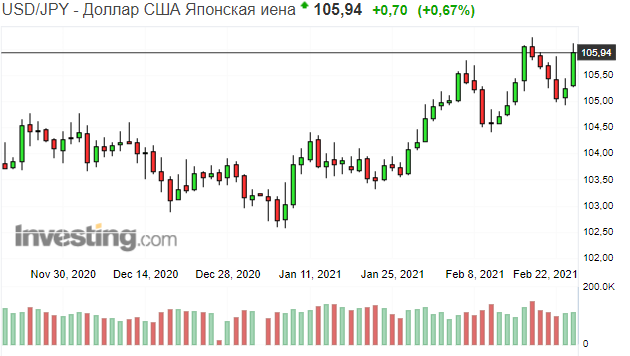 USD/JPY - Доллар США Японская иена 105,94 +0,70 (+0,67%)
105,94
105.50
105.00
104.50
104.00
103.50
103.00
102.50
102.00
Investing.com
Nov 30, 2020 Dec 14, 2020 Dec 28, 2020 Jan 11, 2021 Jan 25, 2021 Feb 8, 2021 Feb 22, 2021
200.0K
0